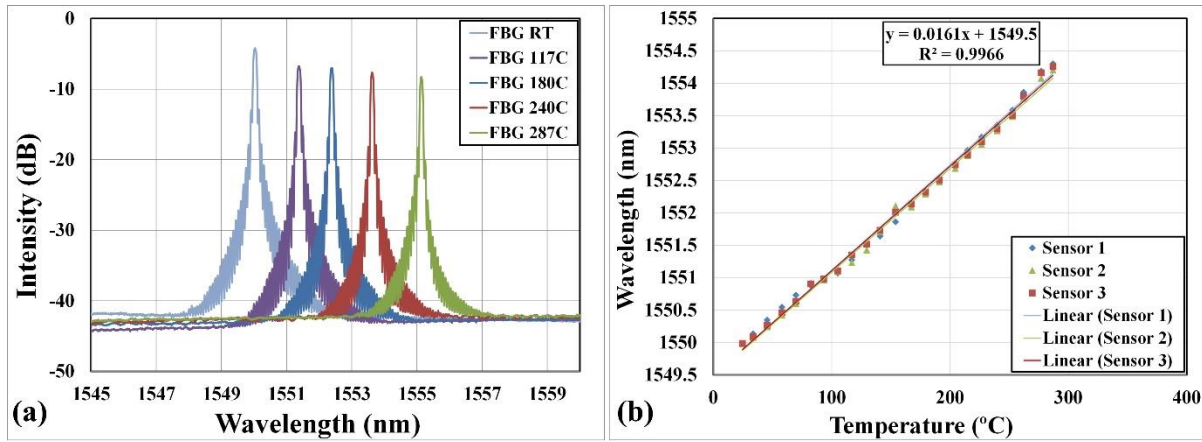 0
-10
-20
-30
-40
-50
Intensity (dB)
FBG RT
FBG 117C
FBG 180C
FBG 240C
FBG 287C
1545
1547
1549
1551
1553
1555
1557
1559
Wavelength (nm)
(a)
1555
1554.5
1554
1553.5
1553
1552.5
1552
1551.5
1551
1550.5
1550
1549.5
Wavelength (nm)
y = 0.0161x + 1549.5
R² = 0.9966
Sensor 1
Sensor 2
Sensor 3
Linear (Sensor 1)
Linear (Sensor 2)
Linear (Sensor 3)
0
100
200
300
400
Temperature (ºC)
(b)